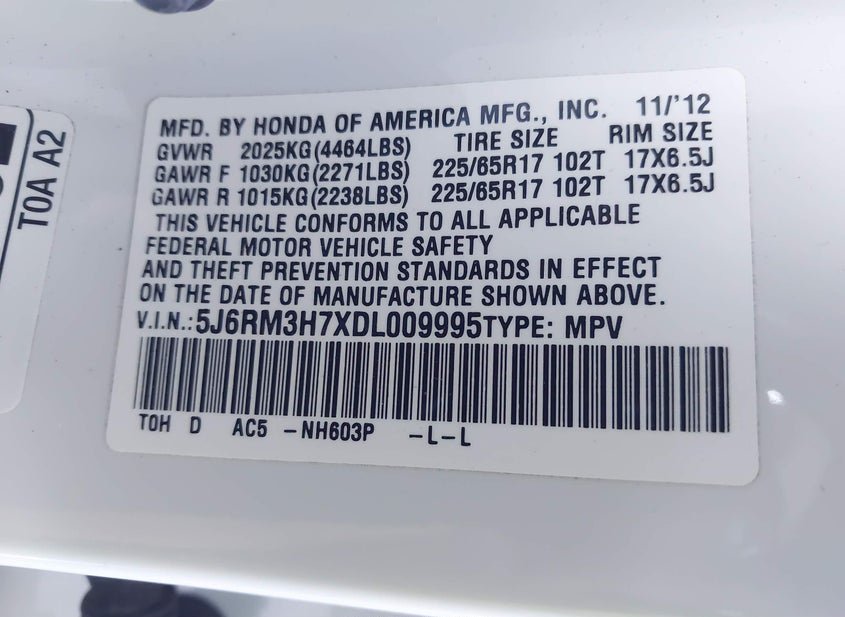 MFD. BY HONDA OF AMERICA MFG., INC. 11/'12
GVWR 2025KG(4464LBS) TIRE SIZE RIM SIZE
GAWR F 1030KG(2271LBS) 225/65R17 102T 17X6.5J
GAWR R 1015KG(2238LBS) 225/65R17 102T 17X6.5J
THIS VEHICLE CONFORMS TO ALL APPLICABLE
FEDERAL MOTOR VEHICLE SAFETY
AND THEFT PREVENTION STANDARDS IN EFFECT
ON THE DATE OF MANUFACTURE SHOWN ABOVE.
V.I.N.:5J6RM3H7XDL009995TYPE: MPV
TOH D AC5 -NH603P -L-L
TOA A2